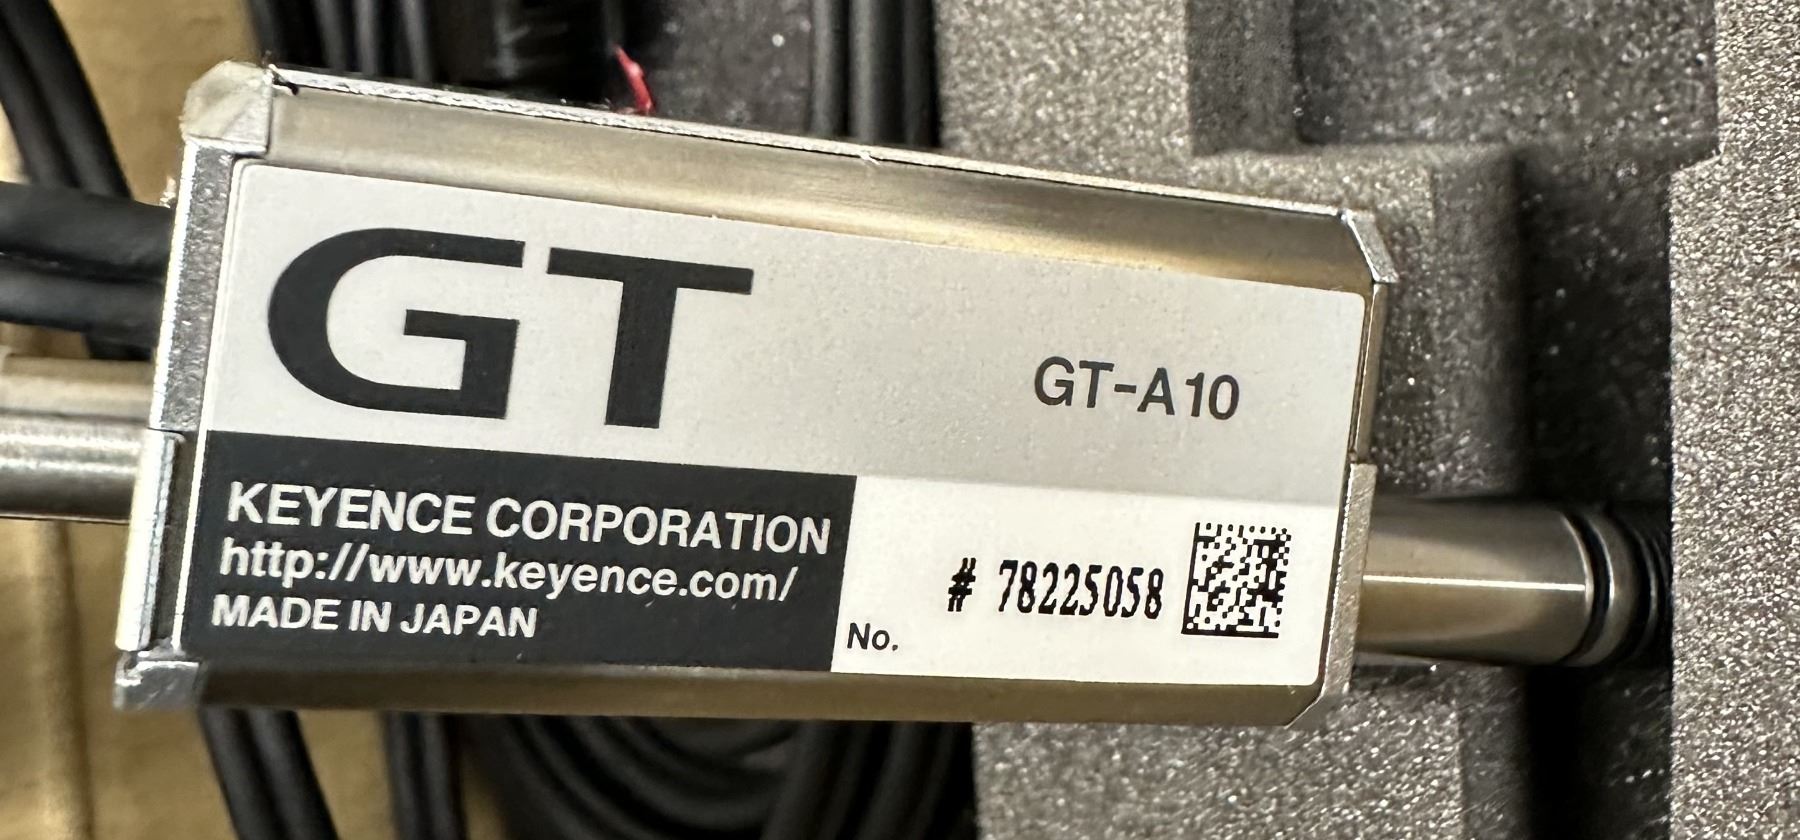 GT
GT-A10
KEYENCE CORPORATION
http://www.keyence.com/
MADE IN JAPAN
No. # 78225058